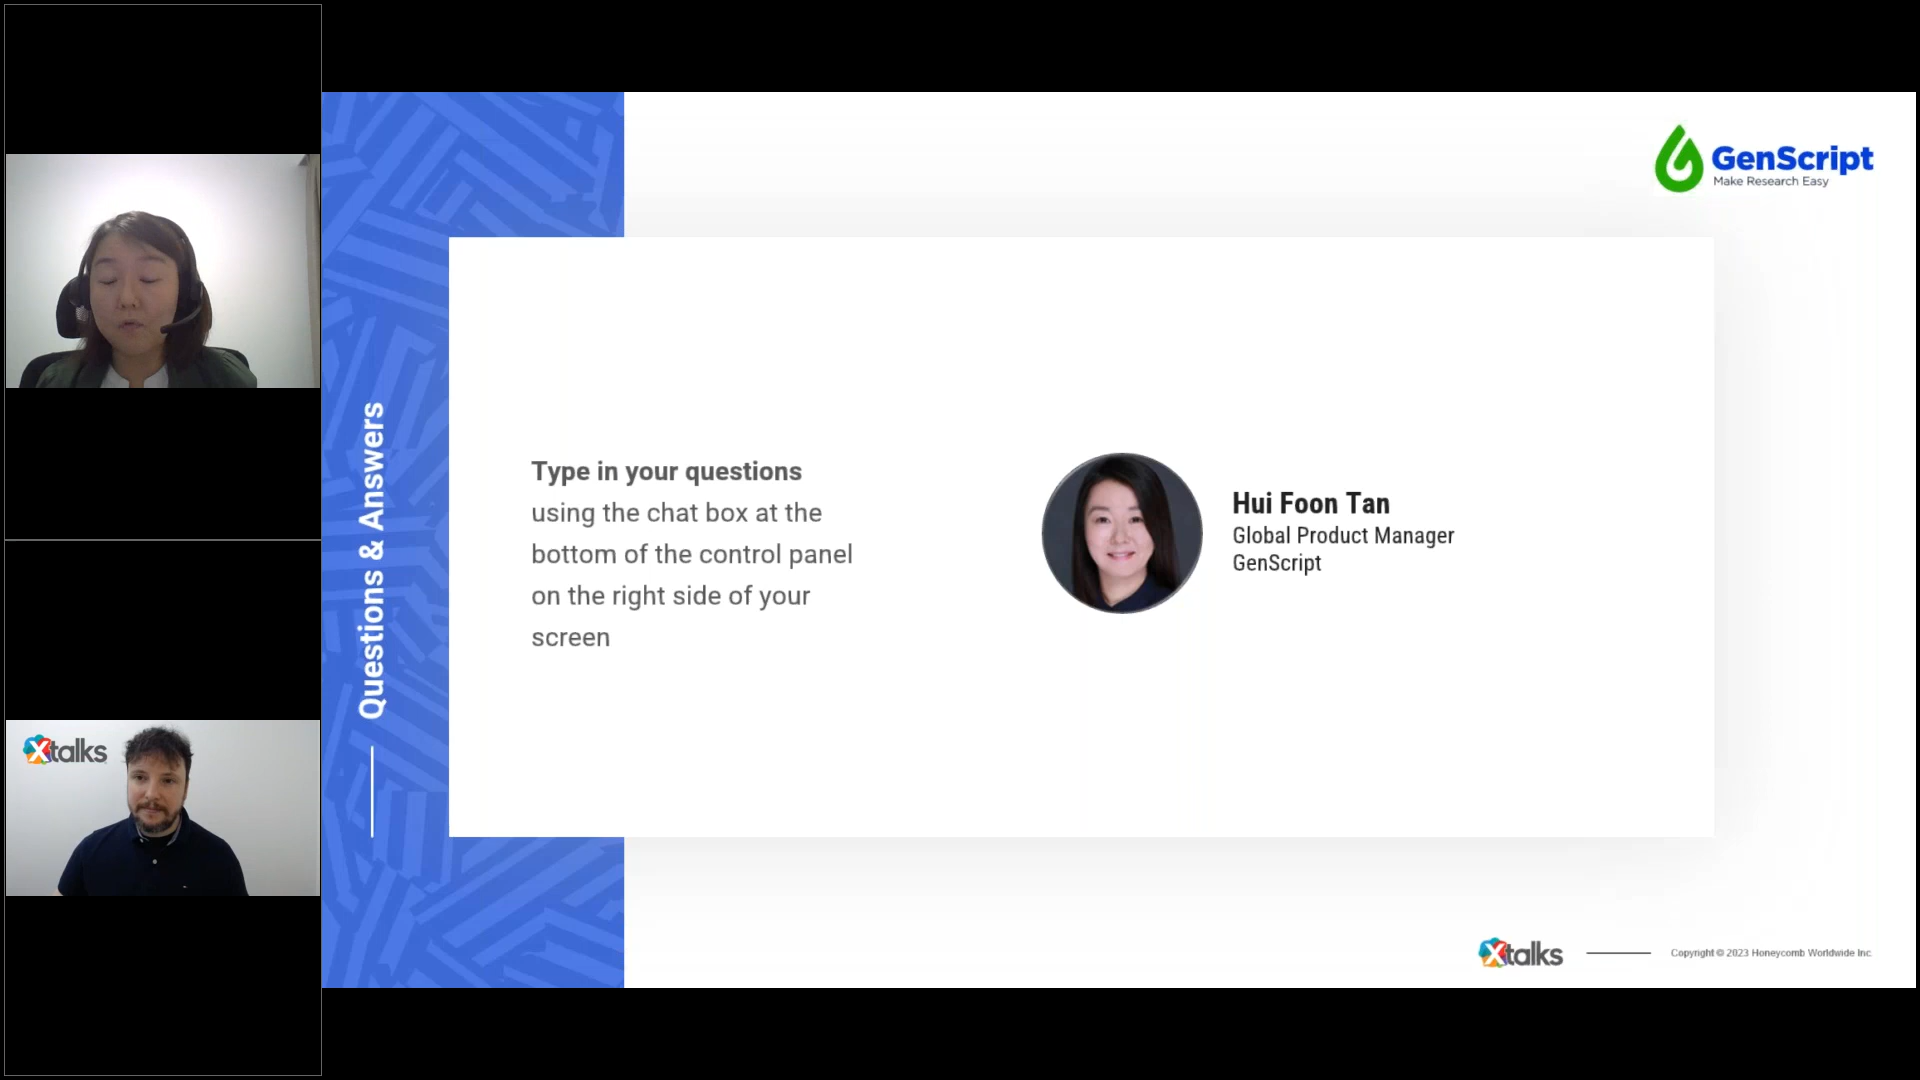 GenScript
Make Research Easy
Questions & Answers
Type in your questions
using the chat box at the
bottom of the control panel
on the right side of your
screen
Hui Foon Tan
Global Product Manager
GenScript
Xtalks
Xtalks
Copyright © 2023 Honeycomb Worldwide Inc.